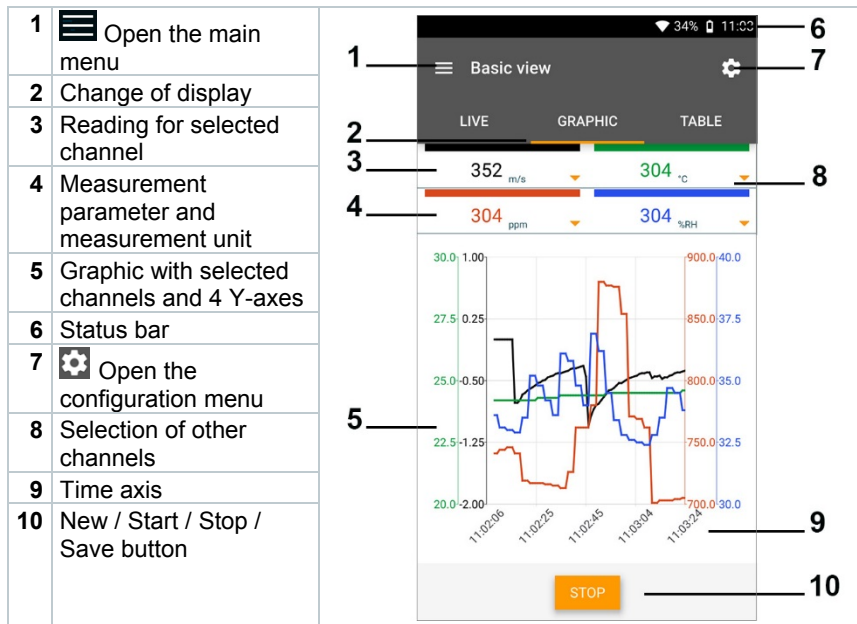 1 Open the main
menu
2 Change of display
3 Reading for selected
channel
4 Measurement
parameter and
measurement unit
5 Graphic with selected
channels and 4 Y-axes
6 Status bar
7 Open the
configuration menu
8 Selection of other
channels
9 Time axis
10 New / Start / Stop /
Save button
34% 11:03
6
1
Basic view
7
LIVE GRAPHIC TABLE
2
3
352 m/s
304 °C
8
4
304 ppm
304 %RH
30.0 1.00 900.0 40.0
27.5 0.25 850.0 37.5
25.0 -0.50 800.0 35.0
5
22.5 -1.25 750.0 32.5
20.0 -2.00 700.0 30.0
11:02:06 11:02:25 11:02:45 11:03:04 11:03:24
9
STOP
10